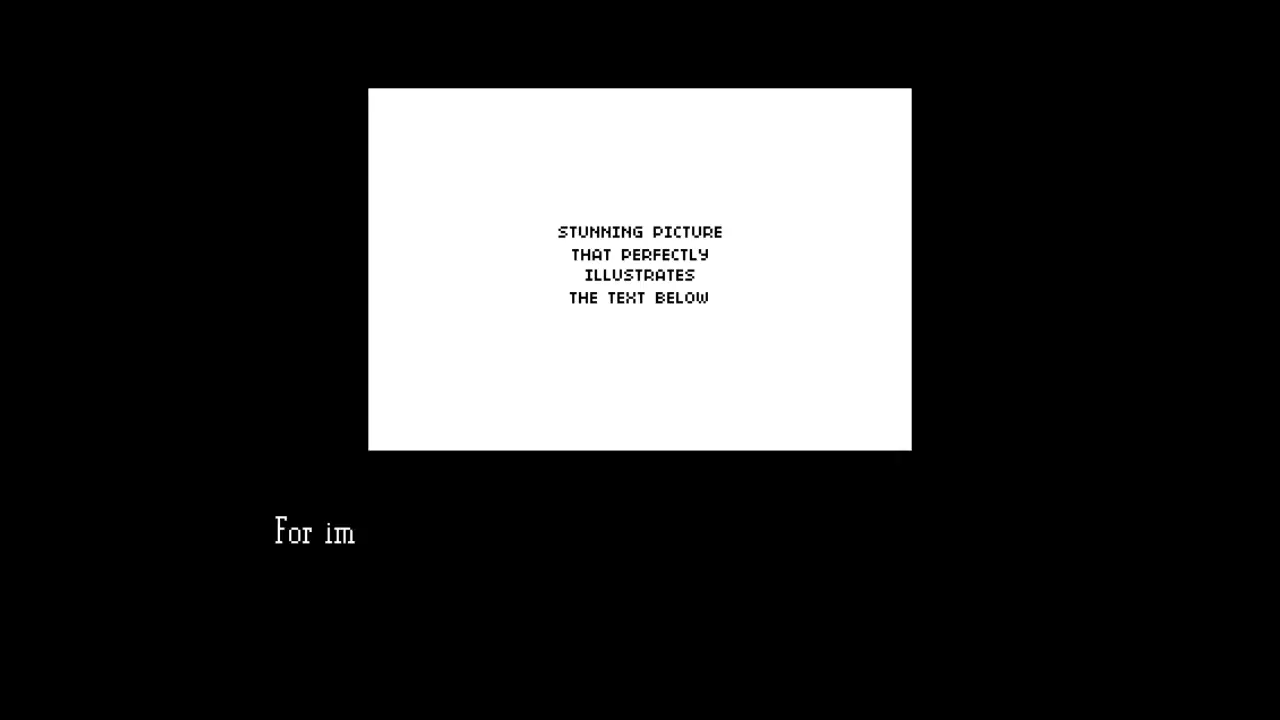 STUNNING PICTURE
THAT PERFECTLY
ILLUSTRATES
THE TEXT BELOW
For im